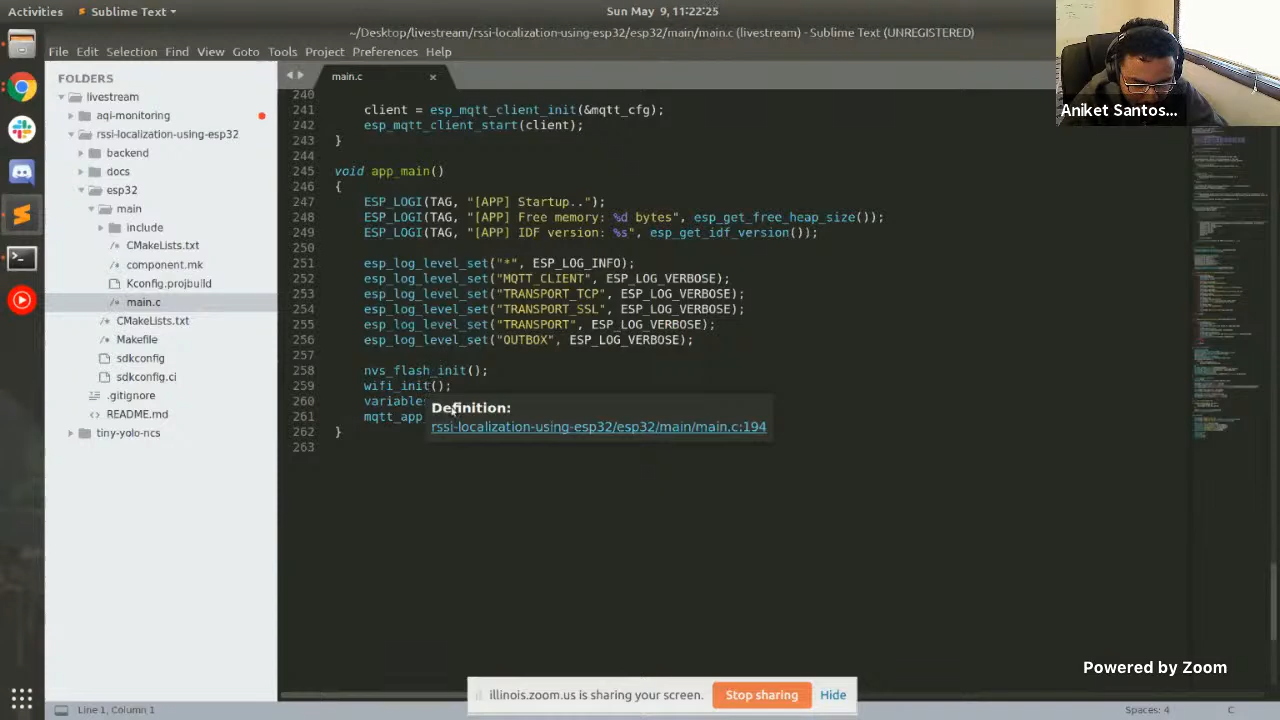 Activities
Sublime Text
Sun May 9, 11:22:25
~/Desktop/livestream/rssi-localization-using-esp32/esp32/main/main.c (livestream) - Sublime Text (UNREGISTERED)
File Edit Selection Find View Goto Tools Project Preferences Help
FOLDERS
livestream
aqi-monitoring
rssi-localization-using-esp32
backend
docs
esp32
main
include
CMakeLists.txt
component.mk
Kconfig.projbuild
main.c
CMakeLists.txt
Makefile
sdkconfig
sdkconfig.ci
.gitignore
README.md
tiny-yolo-ncs
main.c
240
241 client = esp_mqtt_client_init(&mqtt_cfg);
242 esp_mqtt_client_start(client);
243 }
244
245 void app_main()
246 {
247 ESP_LOGI(TAG, "[APP] Startup..");
248 ESP_LOGI(TAG, "[APP] Free memory: %d bytes", esp_get_free_heap_size());
249 ESP_LOGI(TAG, "[APP] IDF version: %s", esp_get_idf_version());
250
251 esp_log_level_set("*", ESP_LOG_INFO);
252 esp_log_level_set("MQTT_CLIENT", ESP_LOG_VERBOSE);
253 esp_log_level_set("TRANSPORT_TCP", ESP_LOG_VERBOSE);
254 esp_log_level_set("TRANSPORT_SSL", ESP_LOG_VERBOSE);
255 esp_log_level_set("TRANSPORT", ESP_LOG_VERBOSE);
256 esp_log_level_set("OUTBOX", ESP_LOG_VERBOSE);
257
258 nvs_flash_init();
259 wifi_init();
260 variable
261 mqtt_app
262 }
263
Definition:
rssi-localization-using-esp32/esp32/main/main.c:194
Aniket Santos...
Powered by Zoom
illinois.zoom.us is sharing your screen. Stop sharing Hide
Line 1, Column 1
Spaces: 4
C